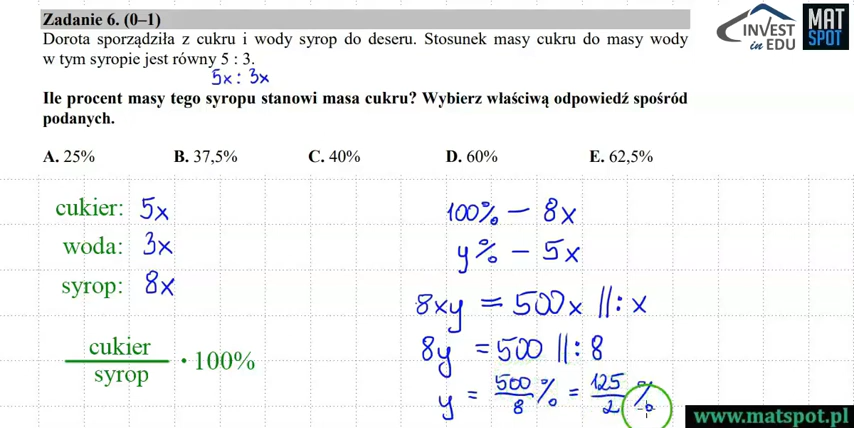 Zadanie 6. (0–1)
INVEST in EDU
MAT SPOT
Dorota sporządziła z cukru i wody syrop do deseru. Stosunek masy cukru do masy wody
w tym syropie jest równy 5 : 3.
5x : 3x
Ile procent masy tego syropu stanowi masa cukru? Wybierz właściwą odpowiedź spośród
podanych.
A. 25% B. 37,5% C. 40% D. 60% E. 62,5%
cukier: 5x
woda: 3x
syrop: 8x
cukier
syrop
· 100%
100% – 8x
y% – 5x
8xy = 500x ||: x
8y = 500 ||: 8
y = 500/8 % = 125/2 %
www.matspot.pl